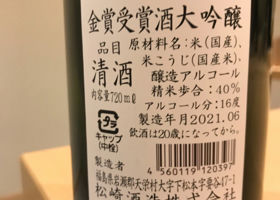 金賞受賞酒大吟醸
品目 原材料名:米(国産)、
清酒 米こうじ(国産米)、
醸造アルコール
内容量720mℓ 精米歩合:40%
アルコール分:16度
プラ
キャップ
(中栓)
製造年月2021.06
飲酒は20歳になってから。
4 560119 120397
製造者
福島県岩瀬郡天栄村大字下松本字要谷47-1
松崎酒造株式会社